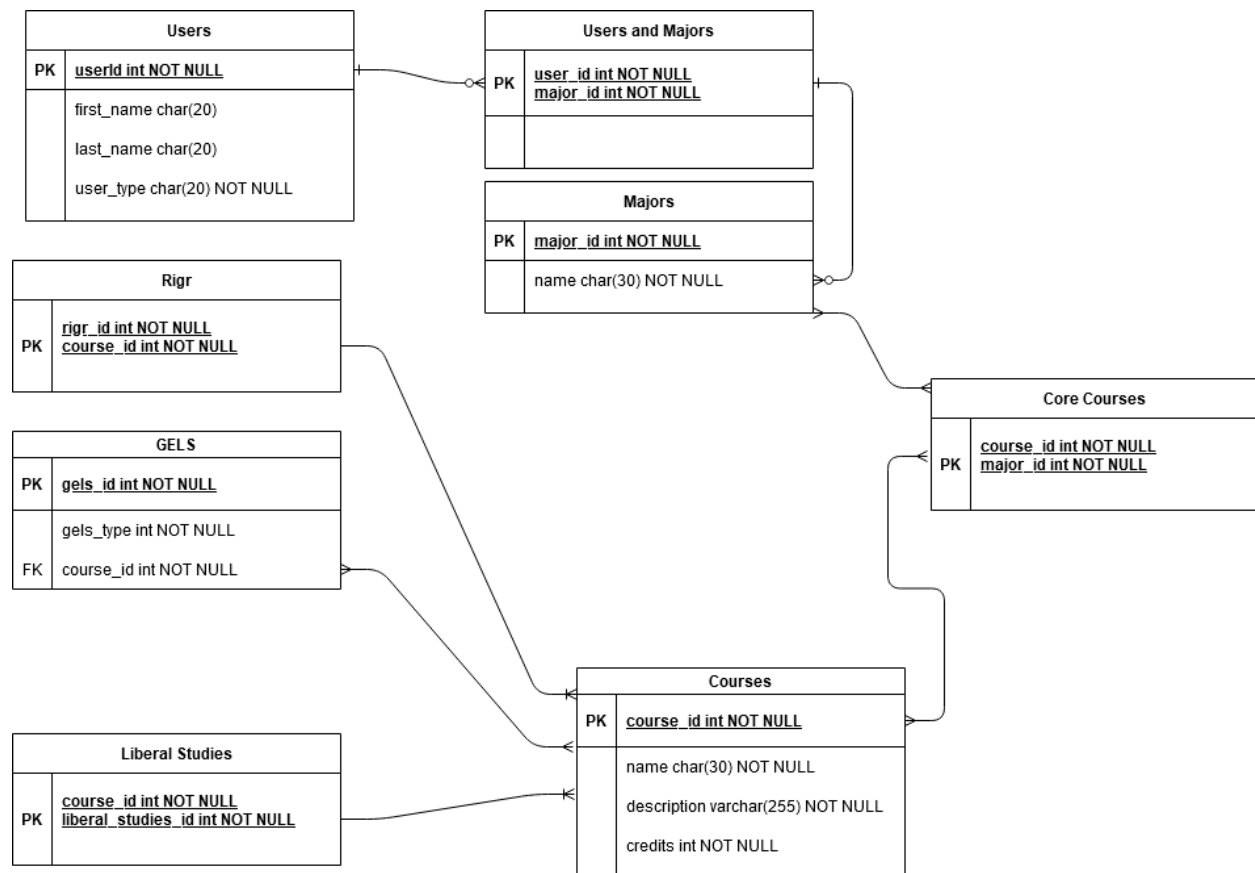 Users
PK
userId int NOT NULL
first_name char(20)
last_name char(20)
user_type char(20) NOT NULL
Users and Majors
PK
user_id int NOT NULL
major_id int NOT NULL
Majors
PK
major_id int NOT NULL
name char(30) NOT NULL
Rigr
PK
rigr_id int NOT NULL
course_id int NOT NULL
Core Courses
PK
course_id int NOT NULL
major_id int NOT NULL
GELS
PK
gels_id int NOT NULL
gels_type int NOT NULL
FK
course_id int NOT NULL
Courses
PK
course_id int NOT NULL
name char(30) NOT NULL
description varchar(255) NOT NULL
credits int NOT NULL
Liberal Studies
PK
course_id int NOT NULL
liberal_studies_id int NOT NULL